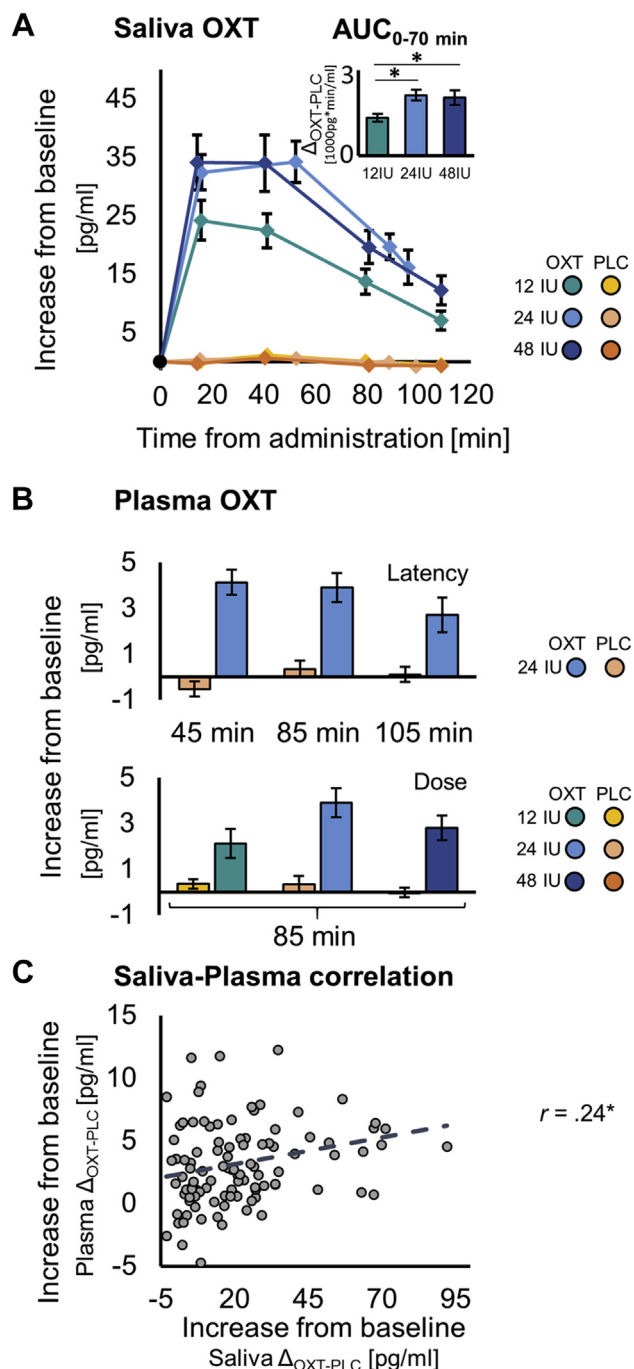 A
Saliva OXT
AUC0-70 min
45
35
25
15
5
Increase from baseline
[pg/ml]
3
0
ΔOXT-PLC
[1000pg*min/ml]
*
*
12IU 24IU 48IU
OXT PLC
12 IU
24 IU
48 IU
0 20 40 60 80 100 120
Time from administration [min]
B
Plasma OXT
5
3
1
-1
Increase from baseline
[pg/ml]
Latency
OXT PLC
24 IU
45 min 85 min 105 min
5
3
1
-1
[pg/ml]
Dose
OXT PLC
12 IU
24 IU
48 IU
85 min
C
Saliva-Plasma correlation
15
10
5
0
-5
Increase from baseline
Plasma ΔOXT-PLC [pg/ml]
r = .24*
-5 20 45 70 95
Increase from baseline
Saliva ΔOXT-PLC [pg/ml]